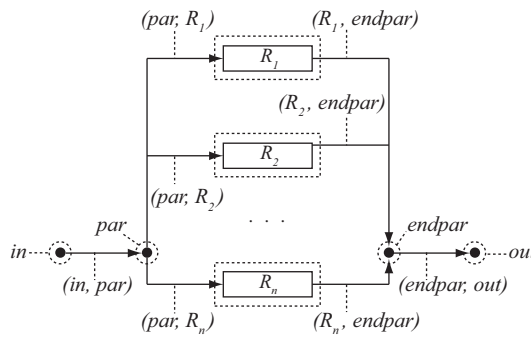 (par, R1) (R1, endpar)
R1
(R2, endpar)
R2
(par, R2)
par . . . endpar
in out
(in, par) (endpar, out)
Rn
(par, Rn) (Rn, endpar)